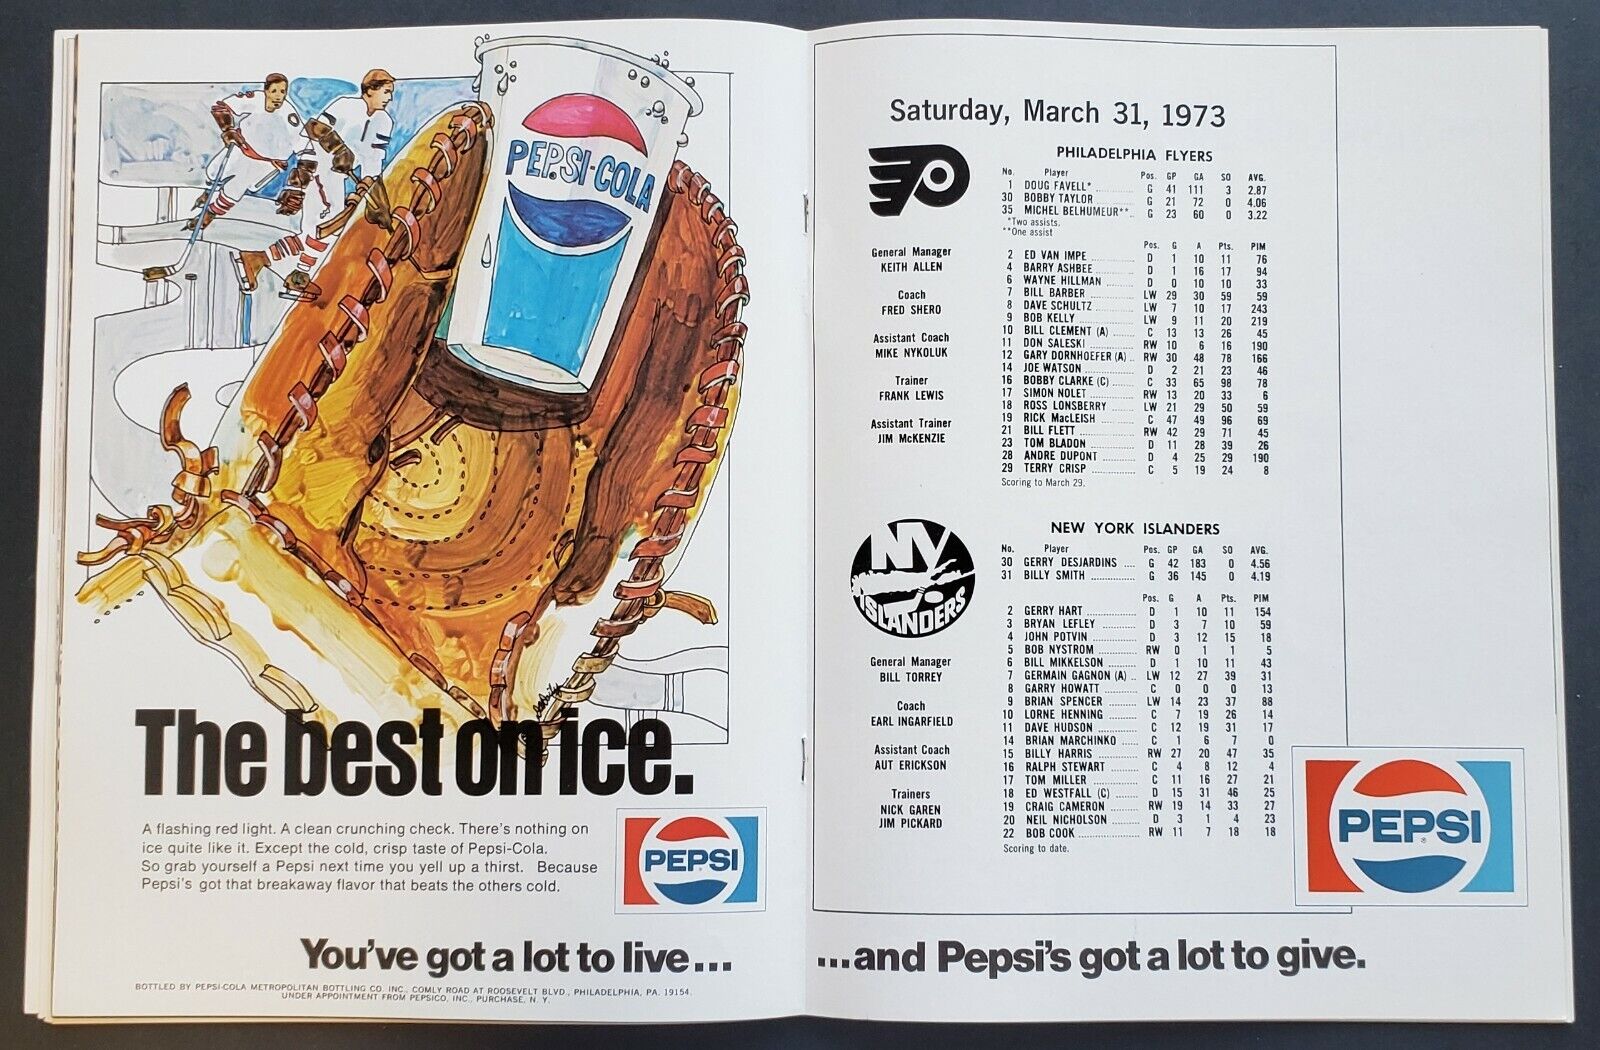 PEPSI-COLA
The best on ice.
A flashing red light. A clean crunching check. There's nothing on
ice quite like it. Except the cold, crisp taste of Pepsi-Cola.
So grab yourself a Pepsi next time you yell up a thirst. Because
Pepsi's got that breakaway flavor that beats the others cold.
PEPSI
You've got a lot to live...
BOTTLED BY PEPSI-COLA METROPOLITAN BOTTLING CO. INC., COMLY ROAD AT ROOSEVELT BLVD., PHILADELPHIA, PA. 19154.
UNDER APPOINTMENT FROM PEPSICO, INC., PURCHASE, N. Y.
Saturday, March 31, 1973
PHILADELPHIA FLYERS
No. Player Pos. GP GA SO AVG.
1 DOUG FAVELL* G 41 111 3 2.87
30 BOBBY TAYLOR G 21 72 0 4.06
35 MICHEL BELHUMEUR** G 23 60 0 3.22
*Two assists.
**One assist
Pos. G A Pts. PIM
2 ED VAN IMPE D 1 10 11 76
4 BARRY ASHBEE D 1 16 17 94
6 WAYNE HILLMAN D 0 10 10 33
7 BILL BARBER LW 29 30 59 59
8 DAVE SCHULTZ LW 7 10 17 243
9 BOB KELLY LW 9 11 20 219
10 BILL CLEMENT (A) C 13 13 26 45
11 DON SALESKI RW 10 6 16 190
12 GARY DORNHOEFER (A) RW 30 48 78 166
14 JOE WATSON D 2 21 23 46
16 BOBBY CLARKE (C) C 33 65 98 78
17 SIMON NOLET RW 13 20 33 6
18 ROSS LONSBERRY LW 21 29 50 59
19 RICK MacLEISH C 47 49 96 69
21 BILL FLETT RW 42 29 71 45
23 TOM BLADON D 11 28 39 26
28 ANDRE DUPONT D 4 25 29 190
29 TERRY CRISP C 5 19 24 8
Scoring to March 29.
General Manager
KEITH ALLEN
Coach
FRED SHERO
Assistant Coach
MIKE NYKOLUK
Trainer
FRANK LEWIS
Assistant Trainer
JIM McKENZIE
NY
ISLANDERS
NEW YORK ISLANDERS
No. Player Pos. GP GA SO AVG.
30 GERRY DESJARDINS G 42 183 0 4.56
31 BILLY SMITH G 36 145 0 4.19
Pos. G A Pts. PIM
2 GERRY HART D 1 10 11 154
3 BRYAN LEFLEY D 3 7 10 59
4 JOHN POTVIN D 3 12 15 18
5 BOB NYSTROM RW 0 1 1 5
6 BILL MIKKELSON D 1 10 11 43
7 GERMAIN GAGNON (A) LW 12 27 39 31
8 GARRY HOWATT C 0 0 0 13
9 BRIAN SPENCER LW 14 23 37 88
10 LORNE HENNING C 7 19 26 14
11 DAVE HUDSON C 12 19 31 17
14 BRIAN MARCHINKO C 1 6 7 0
15 BILLY HARRIS RW 27 20 47 35
16 RALPH STEWART C 4 8 12 4
17 TOM MILLER C 11 16 27 21
18 ED WESTFALL (C) D 15 31 46 25
19 CRAIG CAMERON RW 19 14 33 27
20 NEIL NICHOLSON D 3 1 4 23
22 BOB COOK RW 11 7 18 18
Scoring to date.
General Manager
BILL TORREY
Coach
EARL INGARFIELD
Assistant Coach
AUT ERICKSON
Trainers
NICK GAREN
JIM PICKARD
PEPSI
...and Pepsi's got a lot to give.